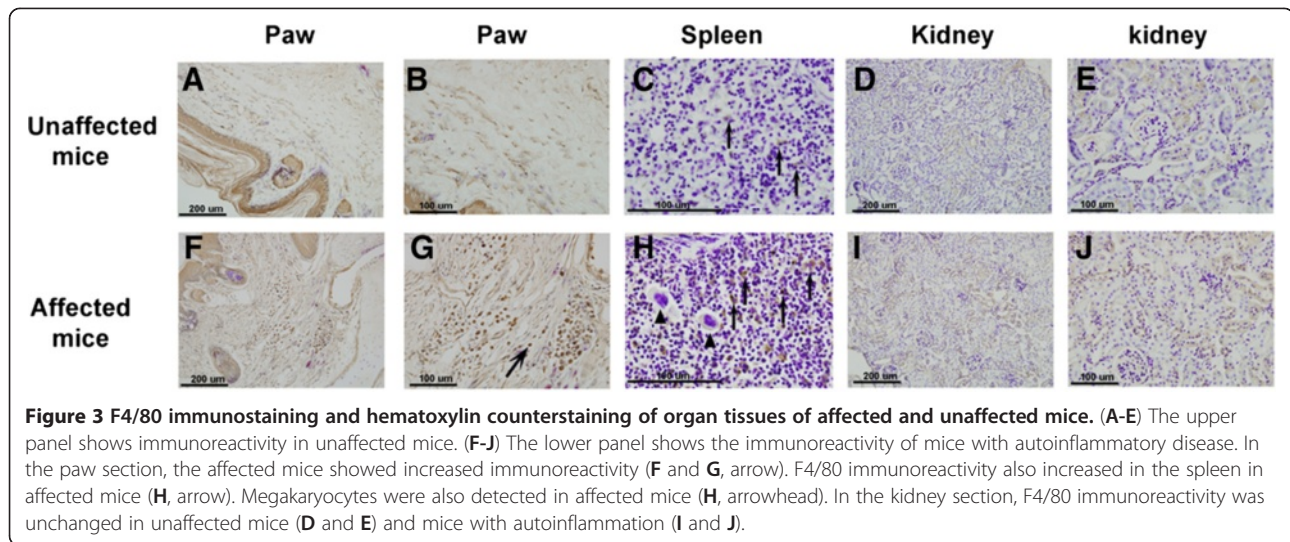 Paw Paw Spleen Kidney kidney
Unaffected
mice
A B C D E
200 um 100 um 100 um 200 um 100 um
Affected
mice
F G H I J
200 um 100 um 100 um 200 um 100 um
Figure 3 F4/80 immunostaining and hematoxylin counterstaining of organ tissues of affected and unaffected mice. (A-E) The upper
panel shows immunoreactivity in unaffected mice. (F-J) The lower panel shows the immunoreactivity of mice with autoinflammatory disease. In
the paw section, the affected mice showed increased immunoreactivity (F and G, arrow). F4/80 immunoreactivity also increased in the spleen in
affected mice (H, arrow). Megakaryocytes were also detected in affected mice (H, arrowhead). In the kidney section, F4/80 immunoreactivity was
unchanged in unaffected mice (D and E) and mice with autoinflammation (I and J).